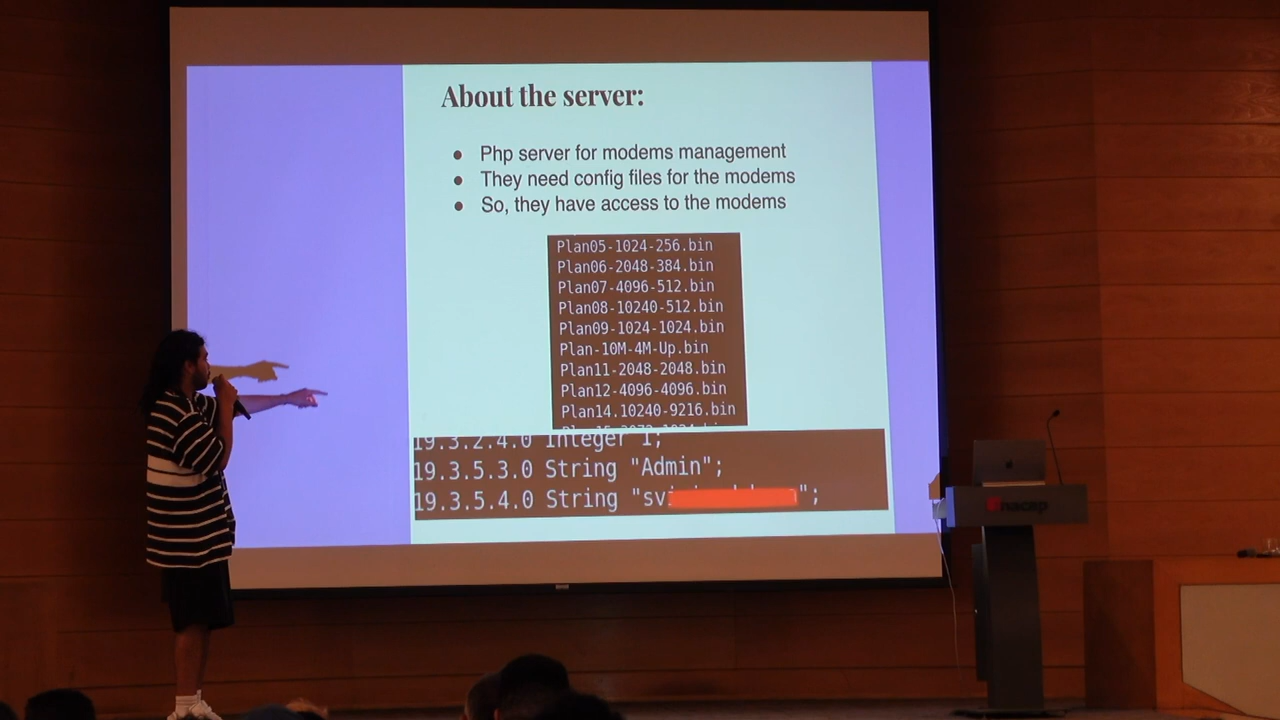 About the server:
● Php server for modems management
● They need config files for the modems
● So, they have access to the modems
Plan05-1024-256.bin
Plan06-2048-384.bin
Plan07-4096-512.bin
Plan08-10240-512.bin
Plan09-1024-1024.bin
Plan-10M-4M-Up.bin
Plan11-2048-2048.bin
Plan12-4096-4096.bin
Plan14.10240-9216.bin
19.3.2.4.0 Integer 1;
19.3.5.3.0 String "Admin";
19.3.5.4.0 String "sv";
inacap